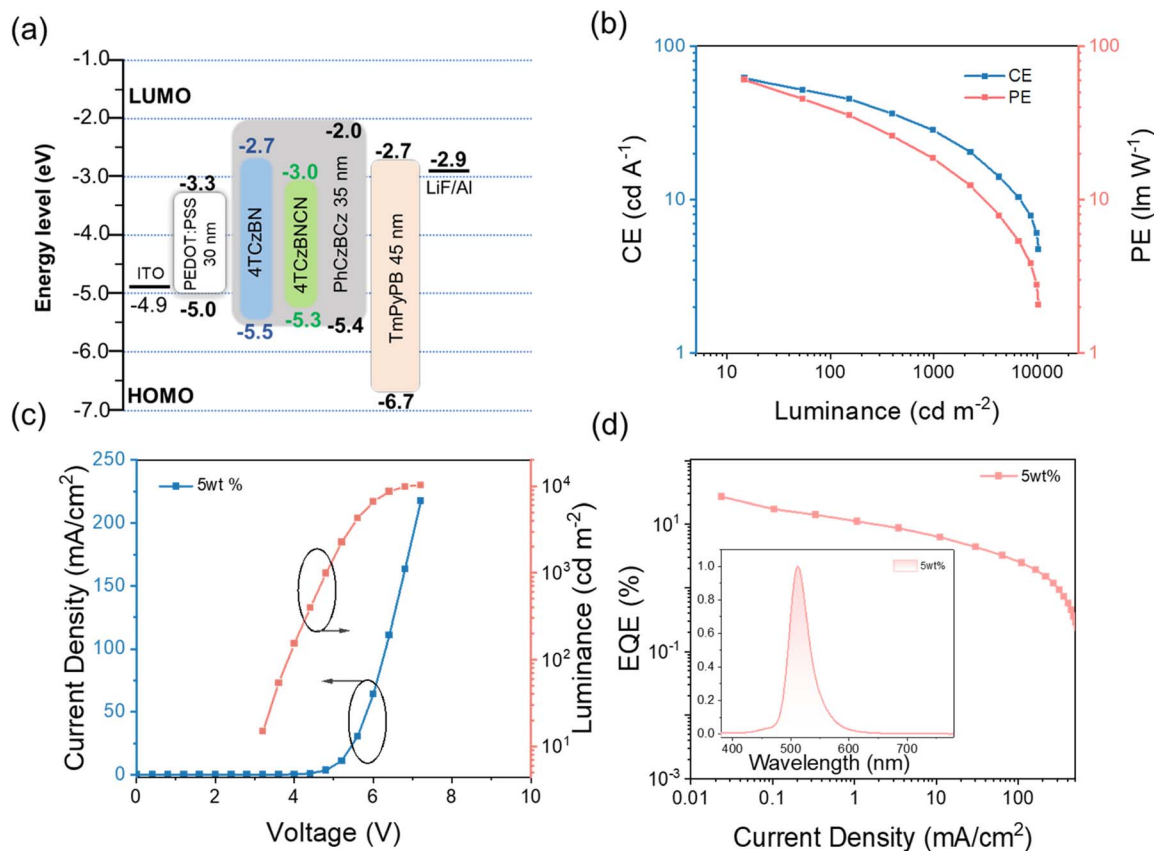 (a)
Energy level (eV)
-1.0
-2.0
-3.0
-4.0
-5.0
-6.0
-7.0
LUMO
HOMO
ITO
-4.9
-3.3
PEDOT:PSS
30 nm
-5.0
-2.7
4TCzBN
-5.5
-3.0
4TCzBNCN
-5.3
-2.0
PhCzBCz 35 nm
-5.4
-2.7
TmPyPB 45 nm
-6.7
-2.9
LiF/Al
(b)
CE (cd A⁻¹)
100
10
1
CE
PE
100
10
1
PE (lm W⁻¹)
10 100 1000 10000
Luminance (cd m⁻²)
(c)
Current Density (mA/cm²)
250
200
150
100
50
0
5wt %
10⁴
10³
10²
10¹
Luminance (cd m⁻²)
0 2 4 6 8 10
Voltage (V)
(d)
EQE (%)
10¹
10⁻¹
10⁻³
5wt%
1.0
0.8
0.6
0.4
0.2
0.0
5wt%
400 500 600 700
Wavelength (nm)
0.01 0.1 1 10 100
Current Density (mA/cm²)